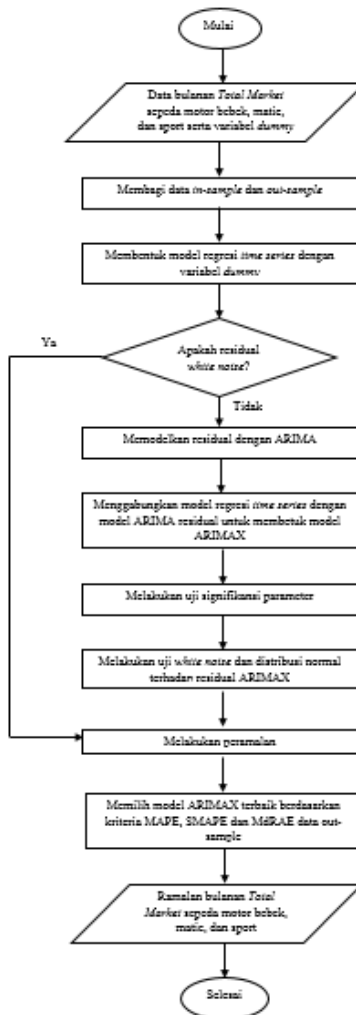 Mulai
Data bulanan Total Market
sepeda motor bebek, matic,
dan sport serta variabel dummy
Membagi data in-sample dan out-sample
Membentuk model regresi time series dengan
variabel dummy
Ya
Apakah residual
white noise?
Tidak
Memodelkan residual dengan ARIMA
Menggabungkan model regresi time series dengan
model ARIMA residual untuk membetuk model
ARIMAX
Melakukan uji signifikansi parameter
Melakukan uji white noise dan distribusi normal
terhadap residual ARIMAX
Melakukan peramalan
Memilih model ARIMAX terbaik berdasarkan
kriteria MAPE, SMAPE dan MdRAE data out-
sample
Ramalan bulanan Total
Market sepeda motor bebek,
matic, dan sport
Selesai